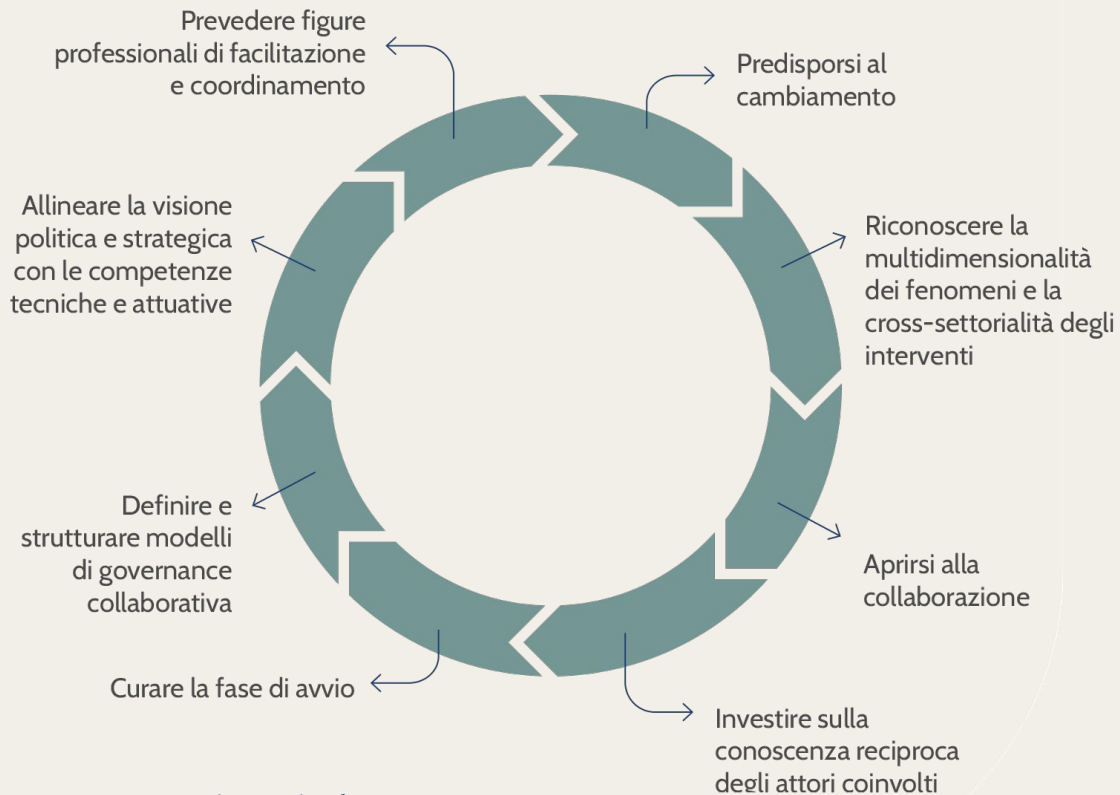 Prevedere figure
professionali di facilitazione
e coordinamento
Predisporsi al
cambiamento
Riconoscere la
multidimensionalità
dei fenomeni e la
cross-settorialità degli
interventi
Aprirsi alla
collaborazione
Investire sulla
conoscenza reciproca
degli attori coinvolti
Curare la fase di avvio
Definire e
strutturare modelli
di governance
collaborativa
Allineare la visione
politica e strategica
con le competenze
tecniche e attuative